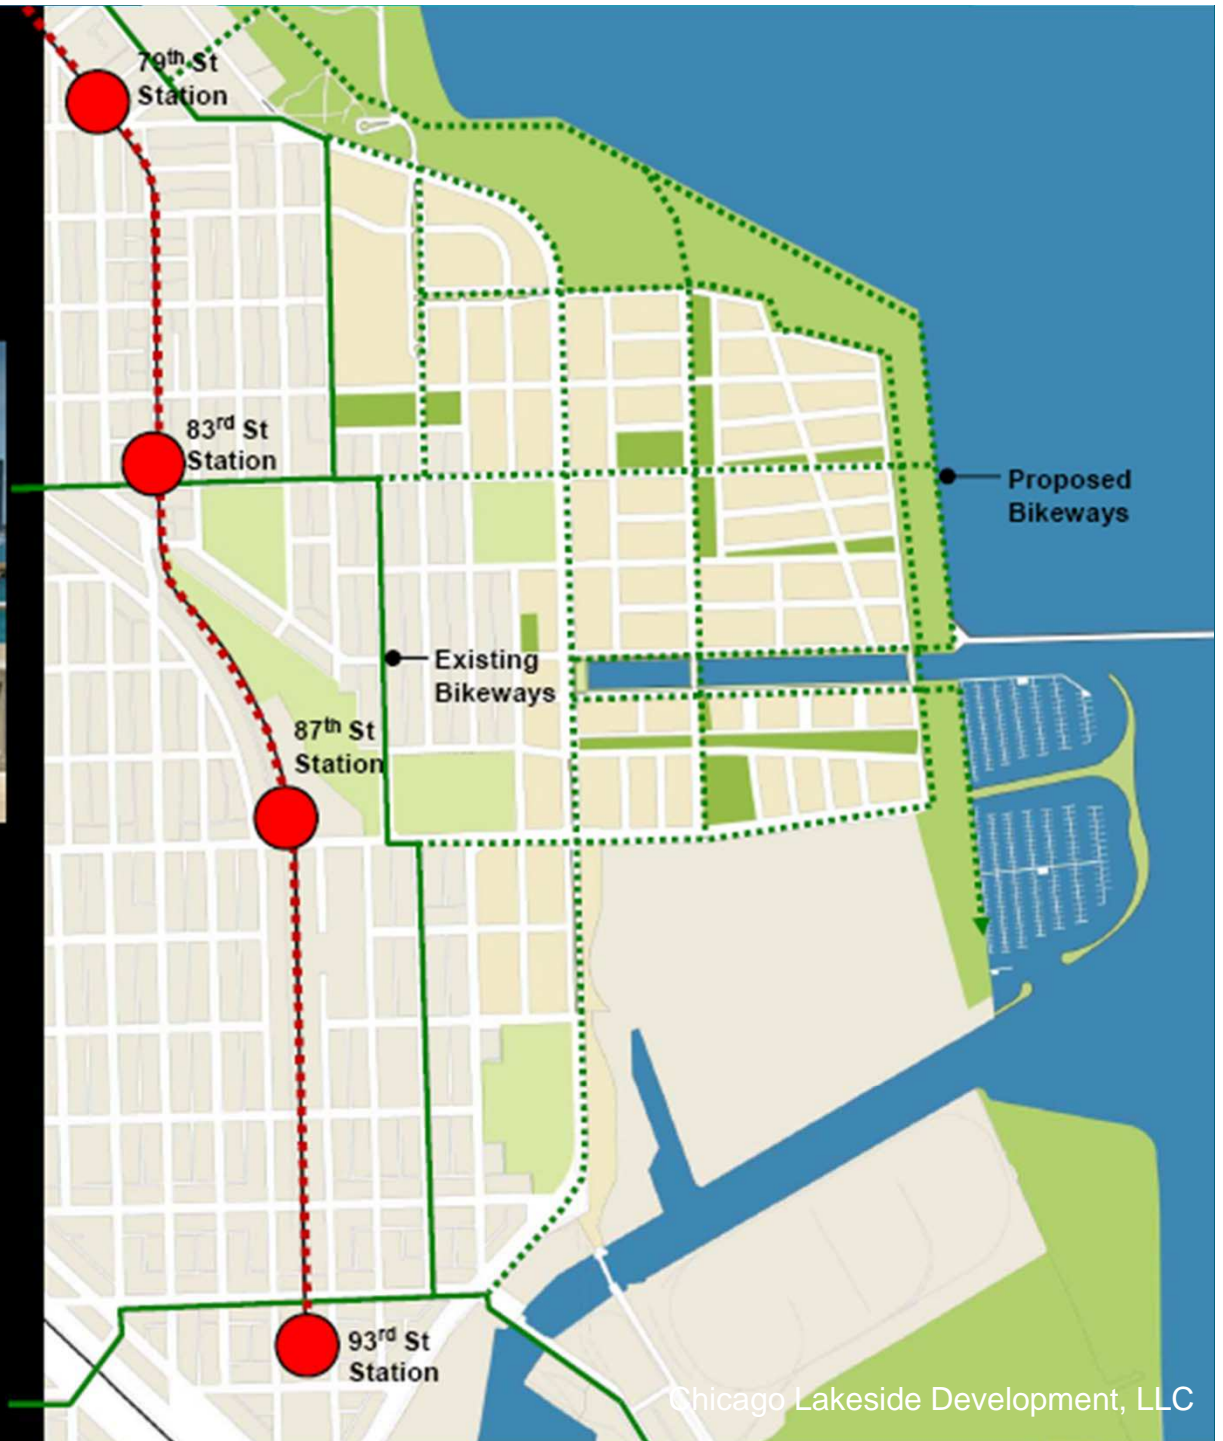 79th St
Station
83rd St
Station
Proposed
Bikeways
Existing
Bikeways
87th St
Station
93rd St
Station
Chicago Lakeside Development, LLC